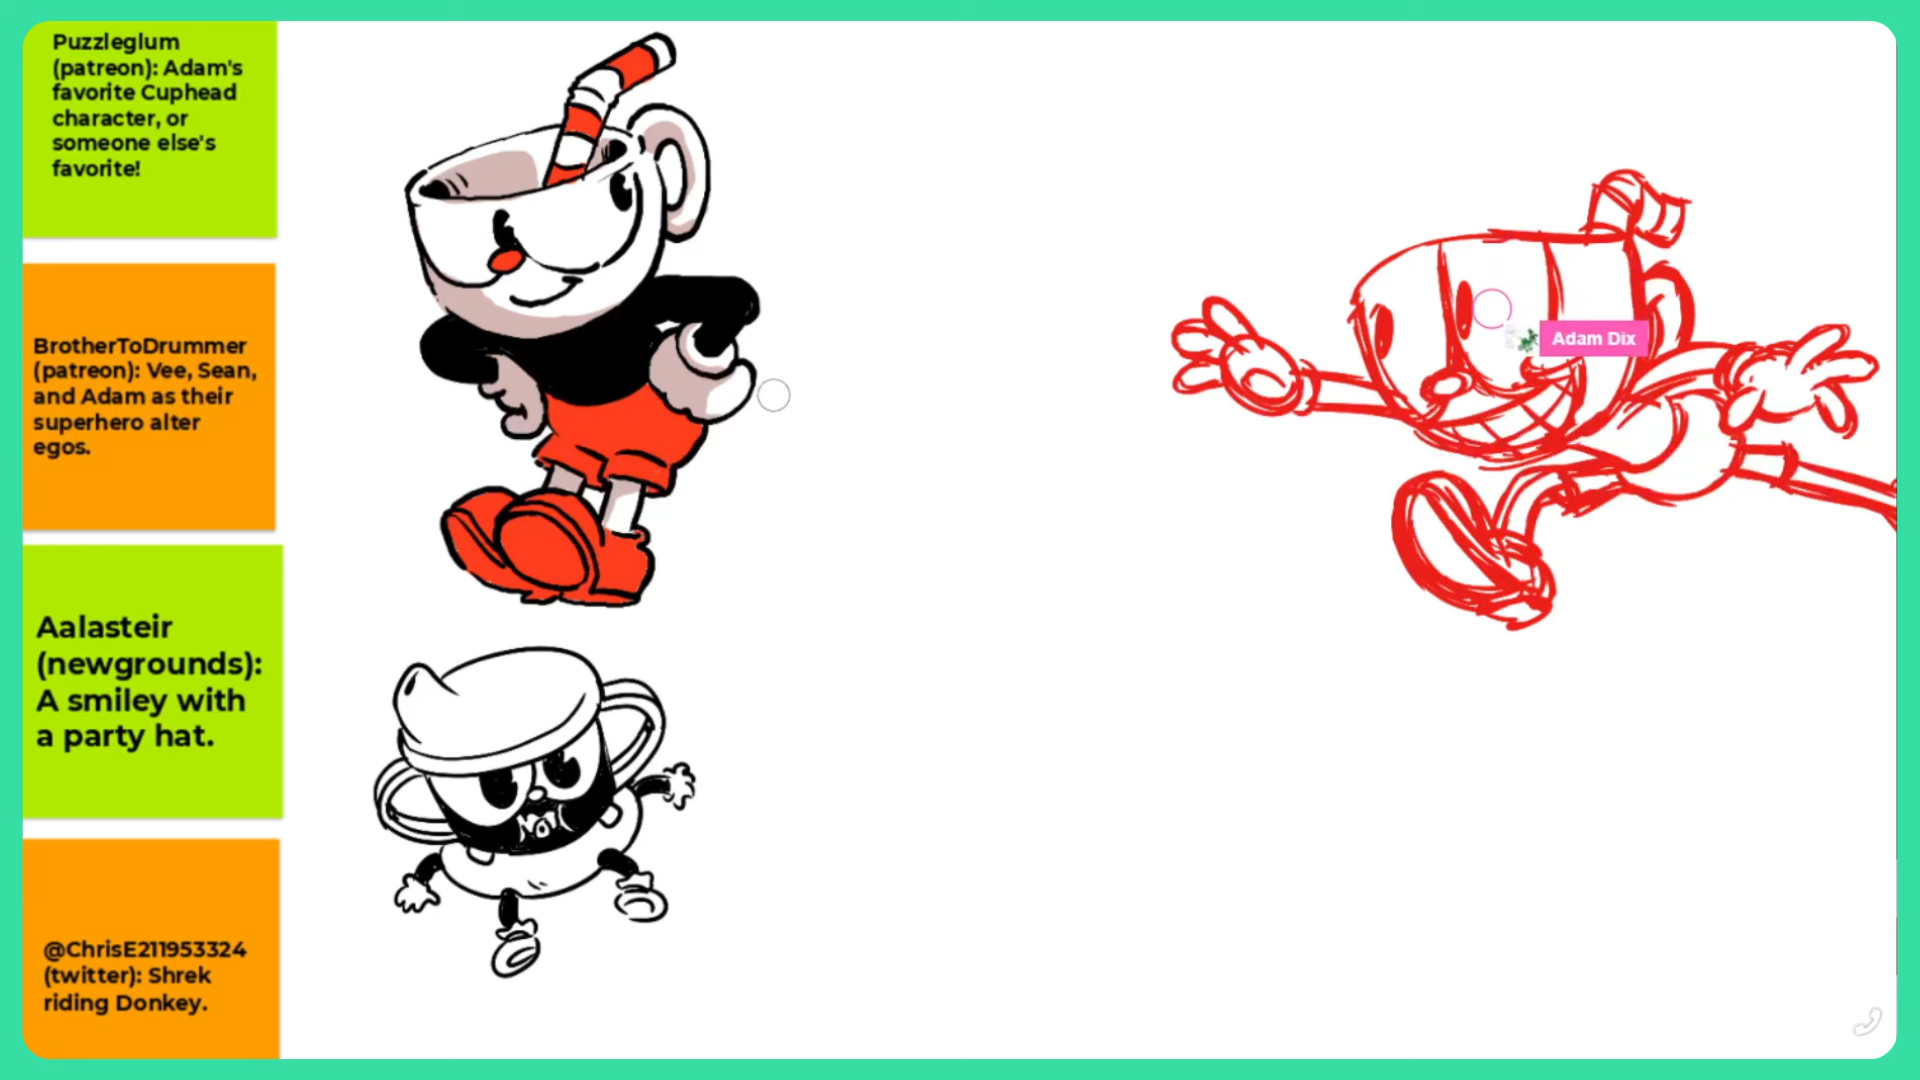 Puzzleglum
(patreon): Adam's
favorite Cuphead
character, or
someone else's
favorite!
BrotherToDrummer
(patreon): Vee, Sean,
and Adam as their
superhero alter
egos.
Aalasteir
(newgrounds):
A smiley with
a party hat.
@ChrisE211953324
(twitter): Shrek
riding Donkey.
Adam Dix